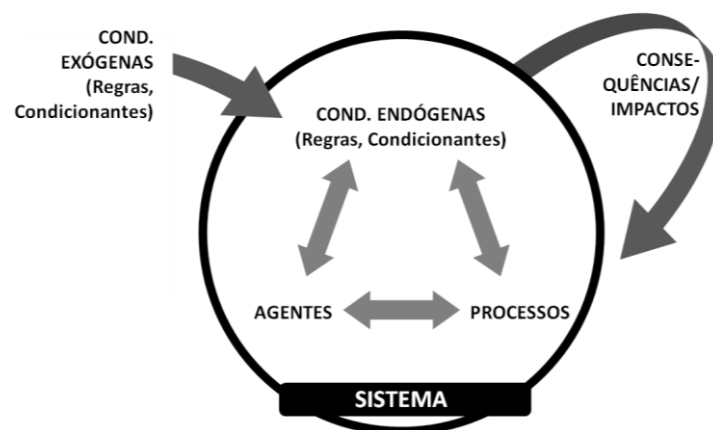 COND.
EXÓGENAS
(Regras,
Condicionantes)
CONSE-
QUÊNCIAS/
IMPACTOS
COND. ENDÓGENAS
(Regras, Condicionantes)
AGENTES
PROCESSOS
SISTEMA